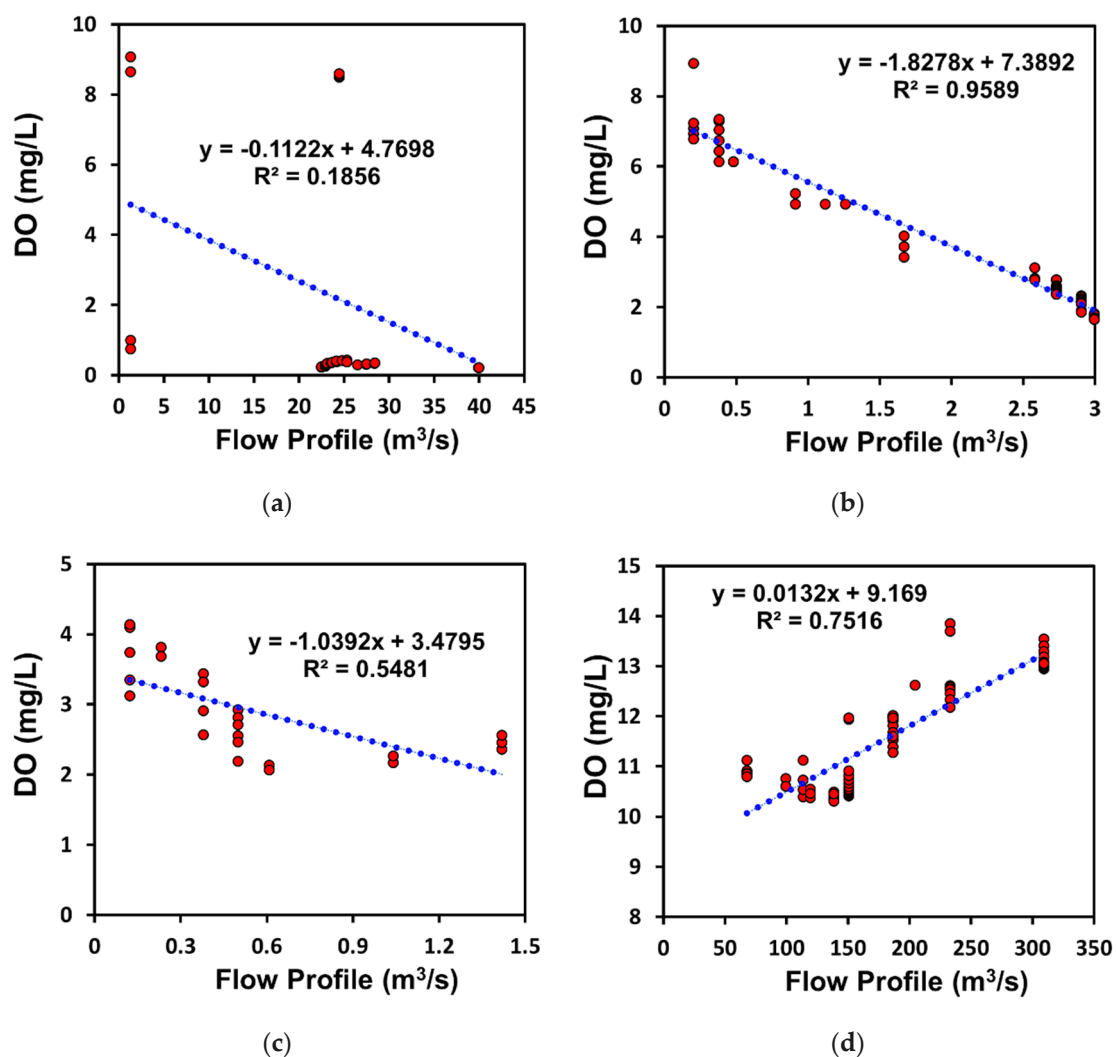 10
8
6
4
2
0
DO (mg/L)
y = -0.1122x + 4.7698
R² = 0.1856
0 5 10 15 20 25 30 35 40 45
Flow Profile (m³/s)
(a)
10
8
6
4
2
0
DO (mg/L)
y = -1.8278x + 7.3892
R² = 0.9589
0 0.5 1 1.5 2 2.5 3
Flow Profile (m³/s)
(b)
5
4
3
2
1
0
DO (mg/L)
y = -1.0392x + 3.4795
R² = 0.5481
0 0.3 0.6 0.9 1.2 1.5
Flow Profile (m³/s)
(c)
15
14
13
12
11
10
9
8
DO (mg/L)
y = 0.0132x + 9.169
R² = 0.7516
0 50 100 150 200 250 300 350
Flow Profile (m³/s)
(d)